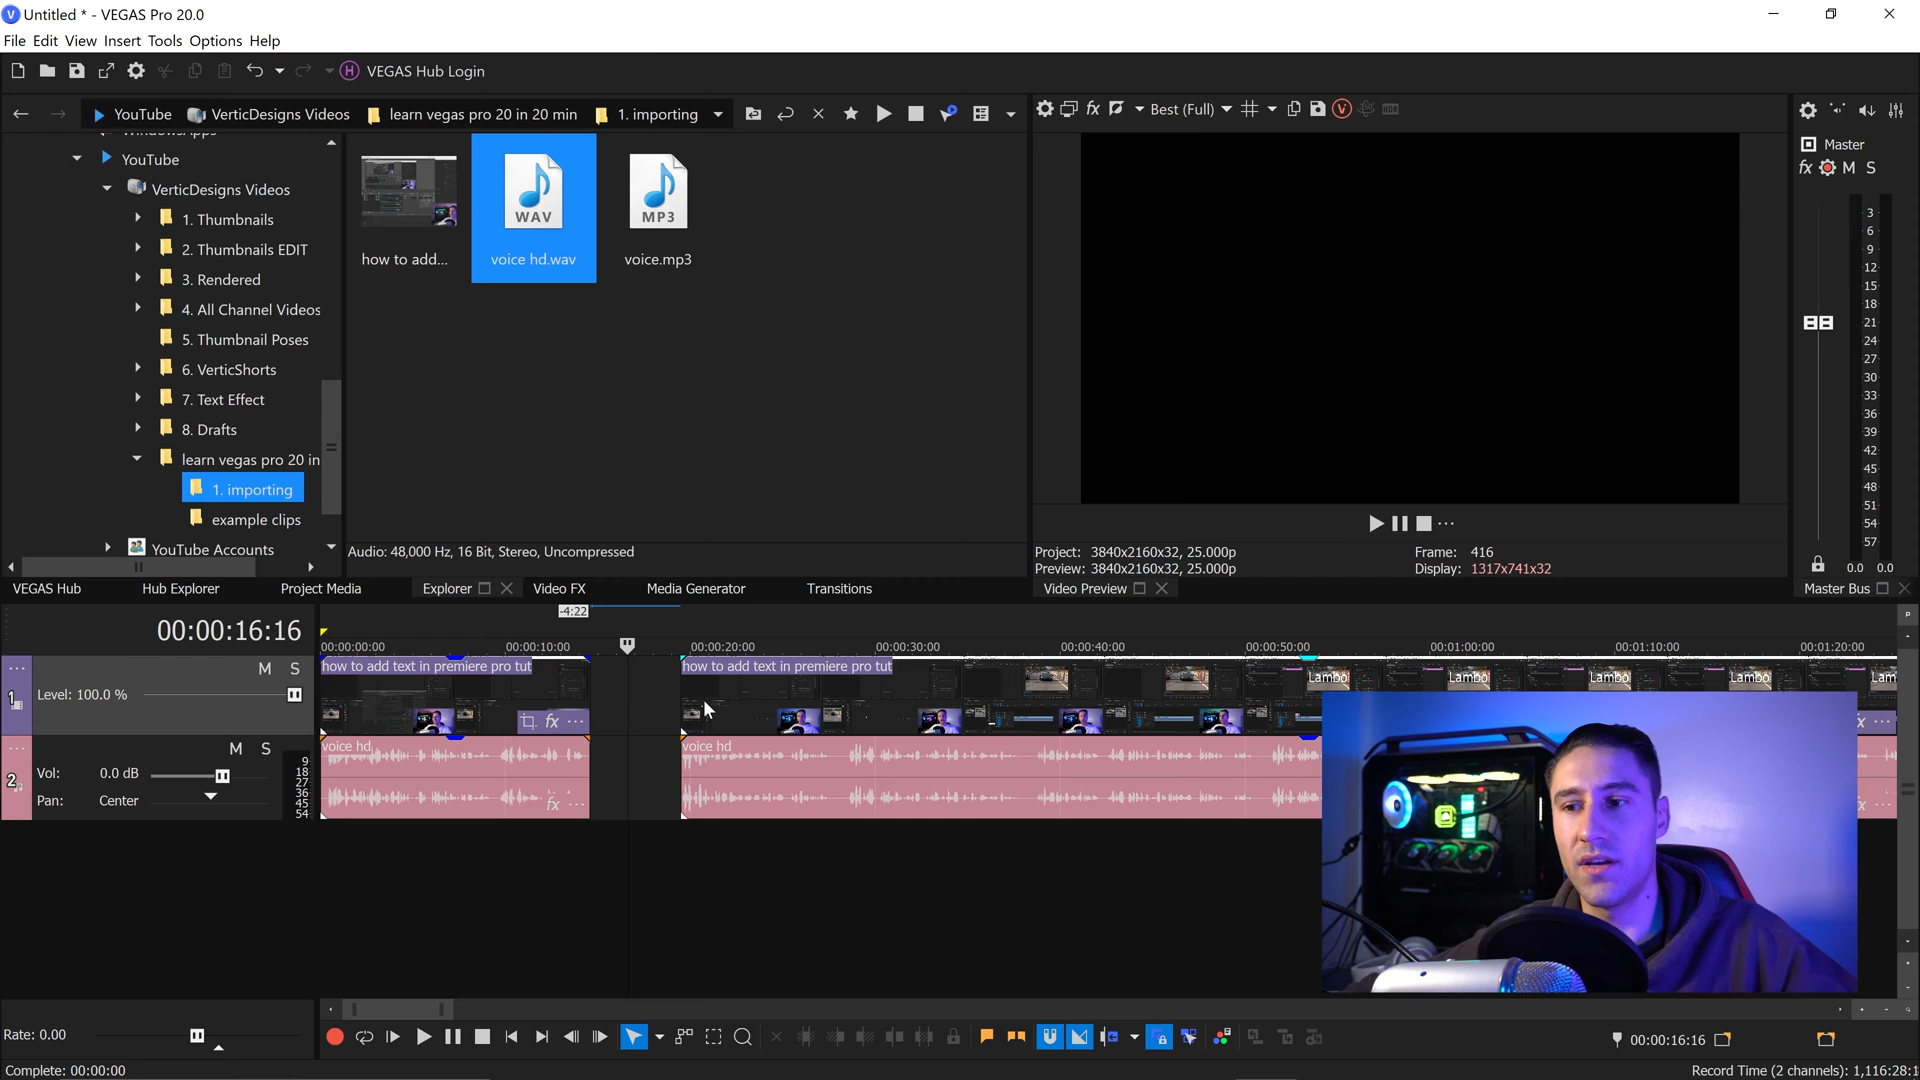 Untitled * - VEGAS Pro 20.0
File Edit View Insert Tools Options Help
VEGAS Hub Login
YouTube VerticDesigns Videos learn vegas pro 20 in 20 min 1. importing
YouTube
VerticDesigns Videos
1. Thumbnails
2. Thumbnails EDIT
3. Rendered
4. All Channel Videos
5. Thumbnail Poses
6. VerticShorts
7. Text Effect
8. Drafts
learn vegas pro 20 in
1. importing
example clips
YouTube Accounts
WAV
MP3
how to add...
voice hd.wav
voice.mp3
Audio: 48,000 Hz, 16 Bit, Stereo, Uncompressed
fx Best (Full)
Project: 3840x2160x32, 25.000p
Preview: 3840x2160x32, 25.000p
Frame: 416
Display: 1317x741x32
Master
fx M S
3
6
9
12
15
18
21
24
27
30
33
36
39
42
45
48
51
54
57
0.0 0.0
VEGAS Hub Hub Explorer Project Media Explorer Video FX Media Generator Transitions
Video Preview
Master Bus
-4:22
00:00:16:16
00:00:00:00 00:00:10:00 00:00:20:00 00:00:30:00 00:00:40:00 00:00:50:00 00:01:00:00 00:01:10:00 00:01:20:00
1
M S
Level: 100.0 %
how to add text in premiere pro tut
how to add text in premiere pro tut
Lambo Lambo Lambo Lambo Lam
fx
2
M S
Vol: 0.0 dB
Pan: Center
9
18
27
36
45
54
voice hd
voice hd
fx
Rate: 0.00
00:00:16:16
Complete: 00:00:00
Record Time (2 channels): 1,116:28:1